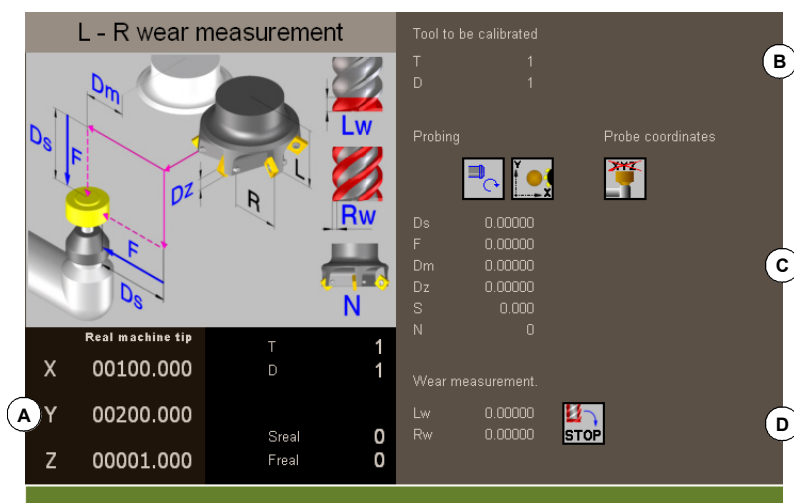 L - R wear measurement
Dm
Ds
F
Dz
L
R
F
Ds
Lw
Rw
N
Real machine tip
X 00100.000
Y 00200.000
Z 00001.000
T 1
D 1
Sreal 0
Freal 0
A
Tool to be calibrated
T 1
D 1
B
Probing
Probe coordinates
Y
X
XYZ
Ds 0.00000
F 0.00000
Dm 0.00000
Dz 0.00000
S 0.000
N 0
C
Wear measurement.
Lw 0.00000
Rw 0.00000
STOP
D